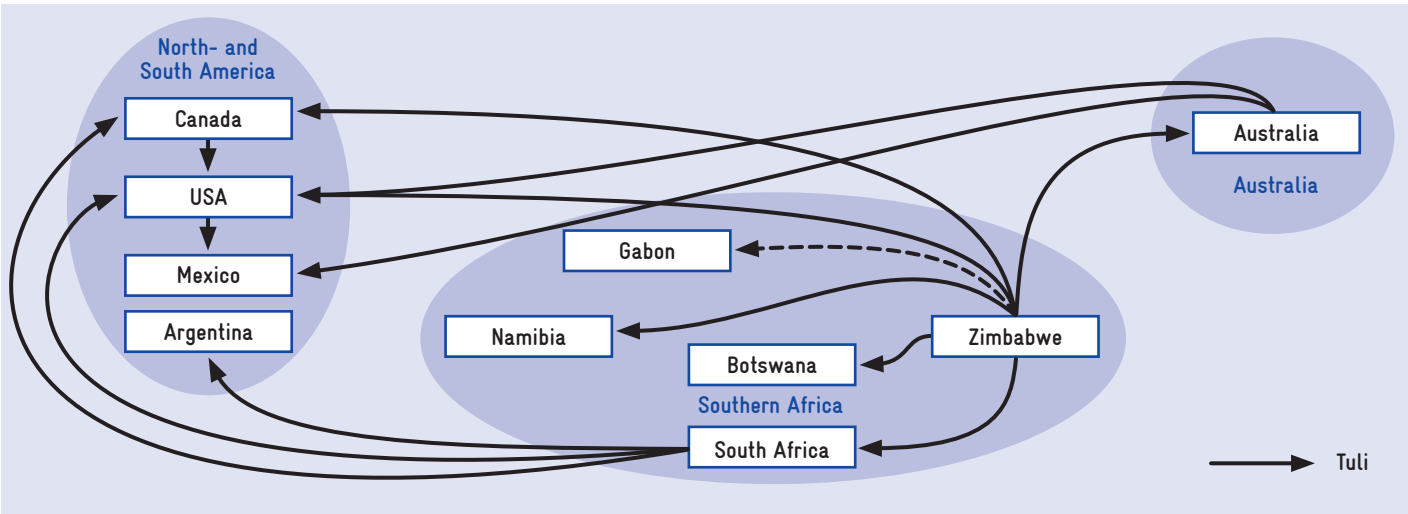 North- and
South America
Canada
USA
Mexico
Argentina
Australia
Australia
Gabon
Namibia
Zimbabwe
Botswana
Southern Africa
South Africa
Tuli